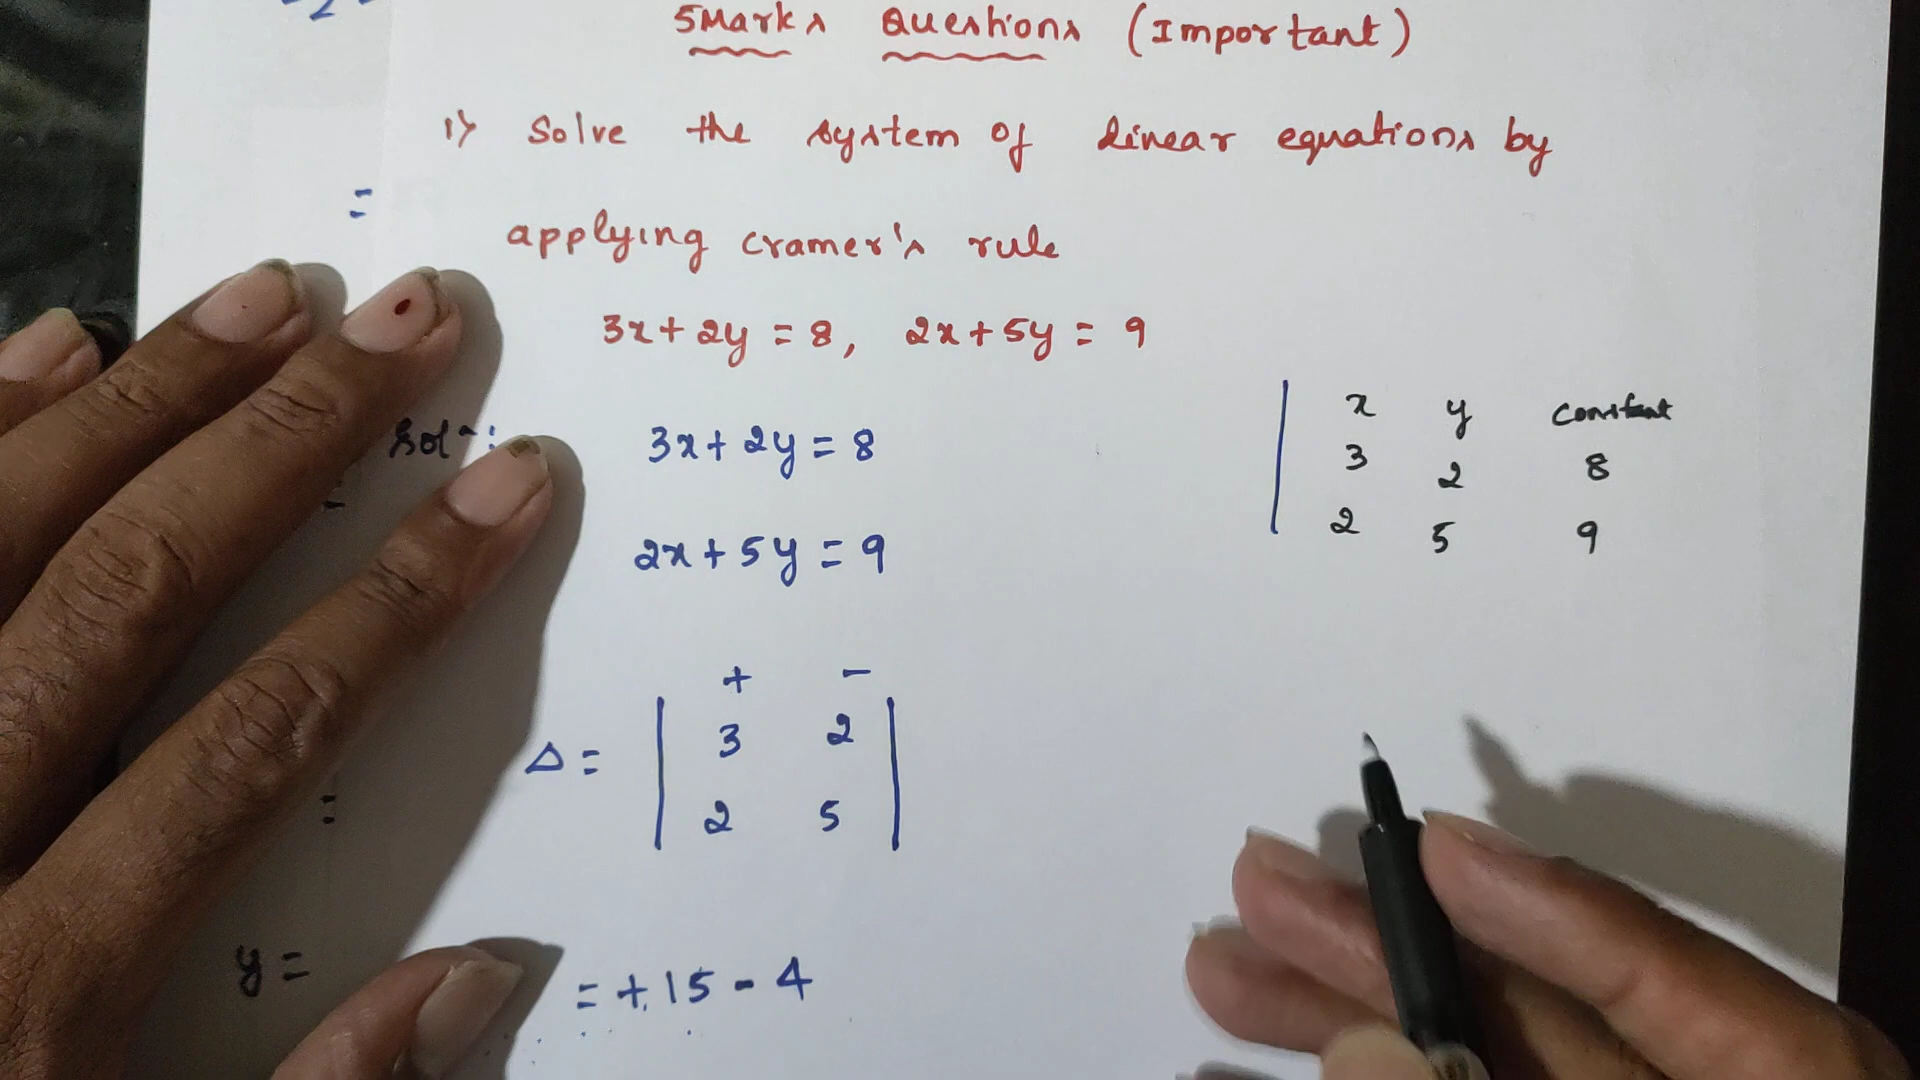 5 Marks Questions (Important)
1) Solve the system of linear equations by
applying cramer's rule
3x + 2y = 8, 2x + 5y = 9
Sol^n: 3x + 2y = 8
2x + 5y = 9
x y constant
3 2 8
2 5 9
+ -
Δ = | 3 2 |
| 2 5 |
= +15 - 4
y =
=
=